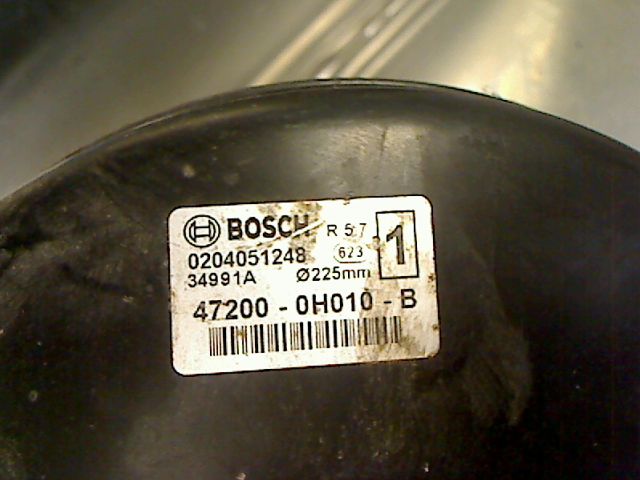 BOSCH R 57
0204051248 623 1
34991A Ø225mm
47200 - 0H010 - B